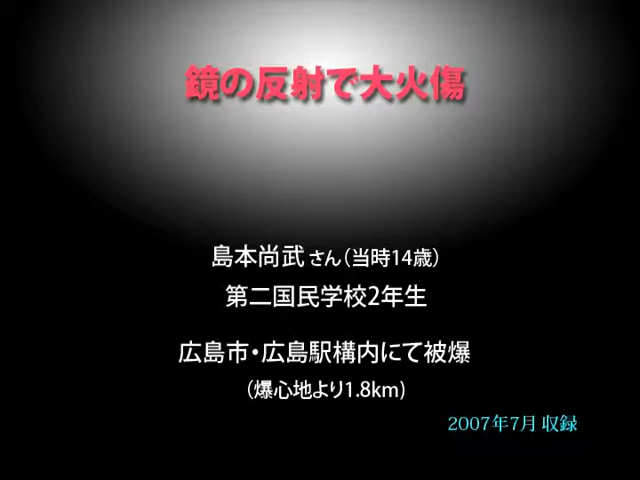 鏡の反射で大火傷
島本尚武さん(当時14歳)
第二国民学校2年生
広島市・広島駅構内にて被爆
(爆心地より1.8km)
2007年7月 収録